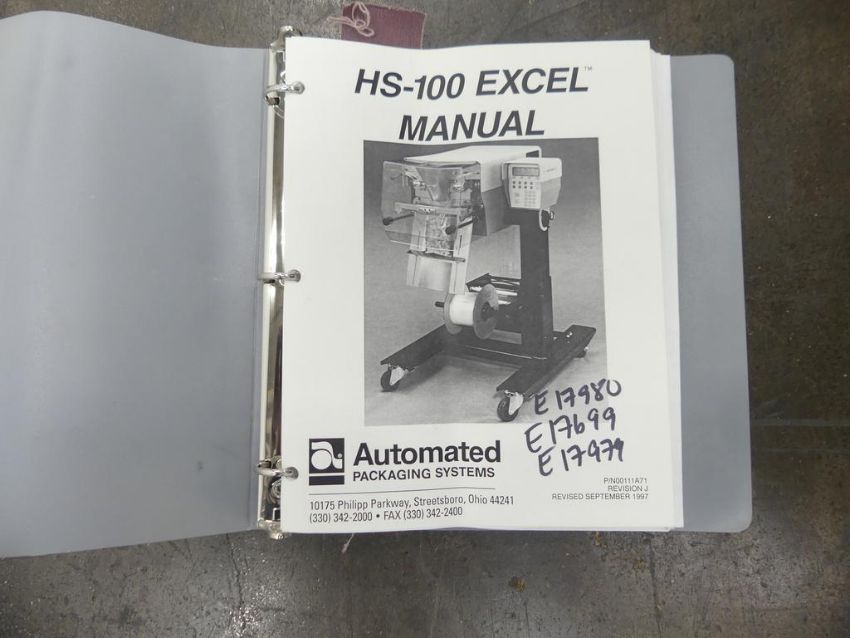 HS-100 EXCEL™
MANUAL
E17980
E17699
E17979
a.
Automated
PACKAGING SYSTEMS
P/N00111A71
REVISION J
REVISED SEPTEMBER 1997
10175 Philipp Parkway, Streetsboro, Ohio 44241
(330) 342-2000 • FAX (330) 342-2400